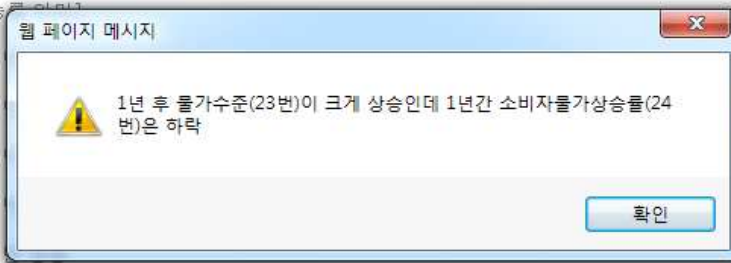 웹 페이지 메시지
1년 후 물가수준(23번)이 크게 상승인데 1년간 소비자물가상승률(24
번)은 하락
확인